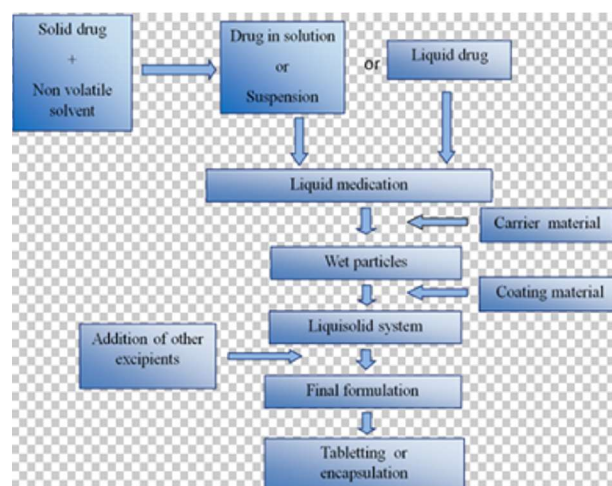 Solid drug
+
Non volatile
solvent
Drug in solution
or
Suspension
or
Liquid drug
Liquid medication
Carrier material
Wet particles
Coating material
Liquisolid system
Addition of other
excipients
Final formulation
Tabletting or
encapsulation